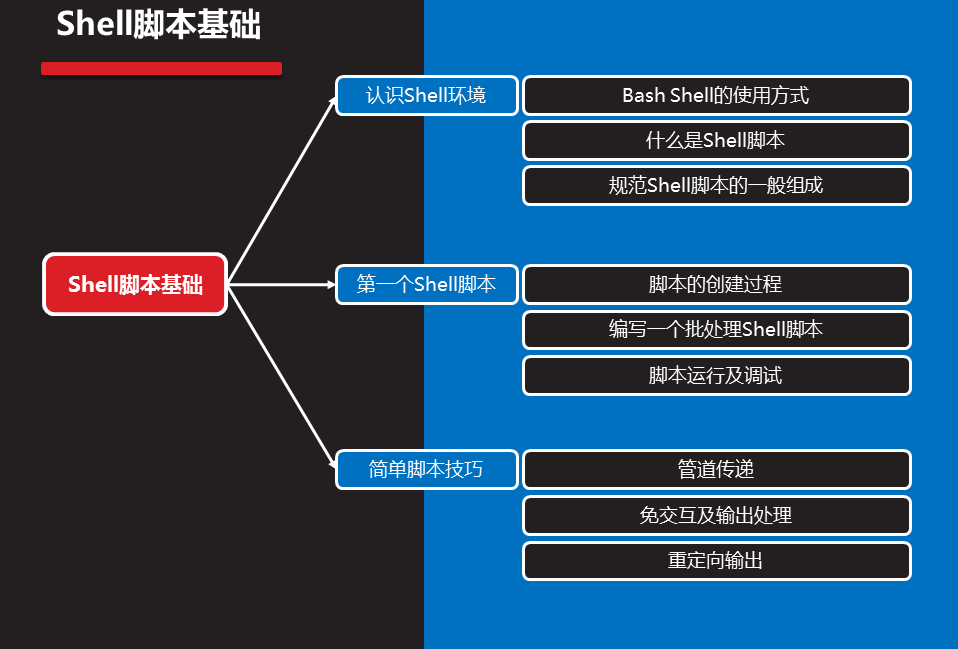 Shell脚本基础
认识Shell环境
Bash Shell的使用方式
什么是Shell脚本
规范Shell脚本的一般组成
Shell脚本基础
第一个Shell脚本
脚本的创建过程
编写一个批处理Shell脚本
脚本运行及调试
简单脚本技巧
管道传递
免交互及输出处理
重定向输出